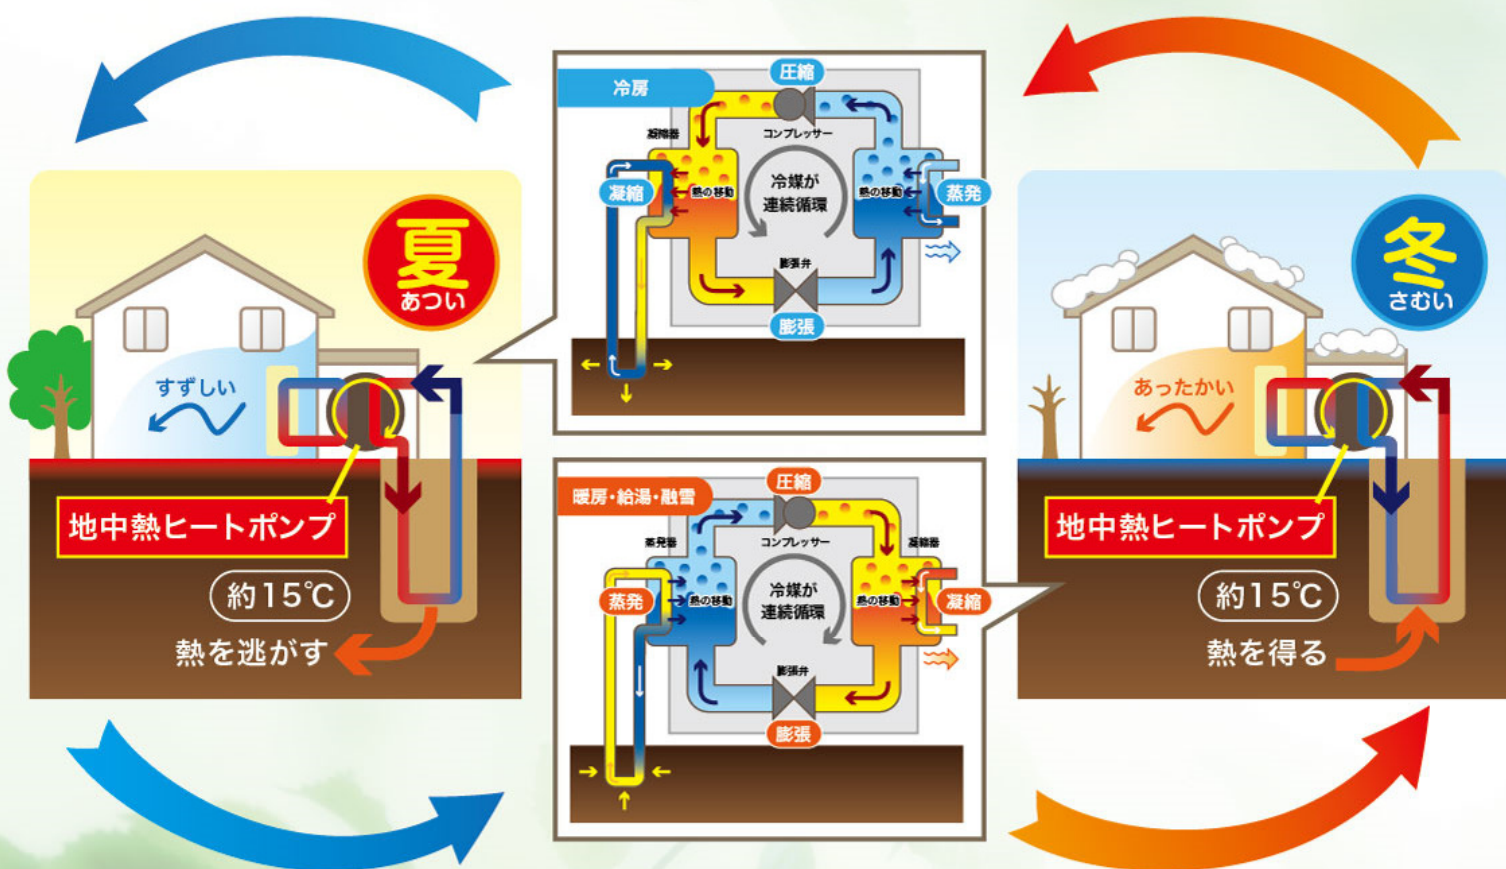 夏
あつい
すずしい
地中熱ヒートポンプ
約15℃
熱を逃がす
冷房
圧縮
凝縮器
コンプレッサー
凝縮
熱の移動
冷媒が
連続循環
熱の移動
蒸発
膨張弁
膨張
暖房・給湯・融雪
圧縮
蒸発器
コンプレッサー
凝縮器
蒸発
熱の移動
冷媒が
連続循環
熱の移動
凝縮
膨張弁
膨張
冬
さむい
あったかい
地中熱ヒートポンプ
約15℃
熱を得る